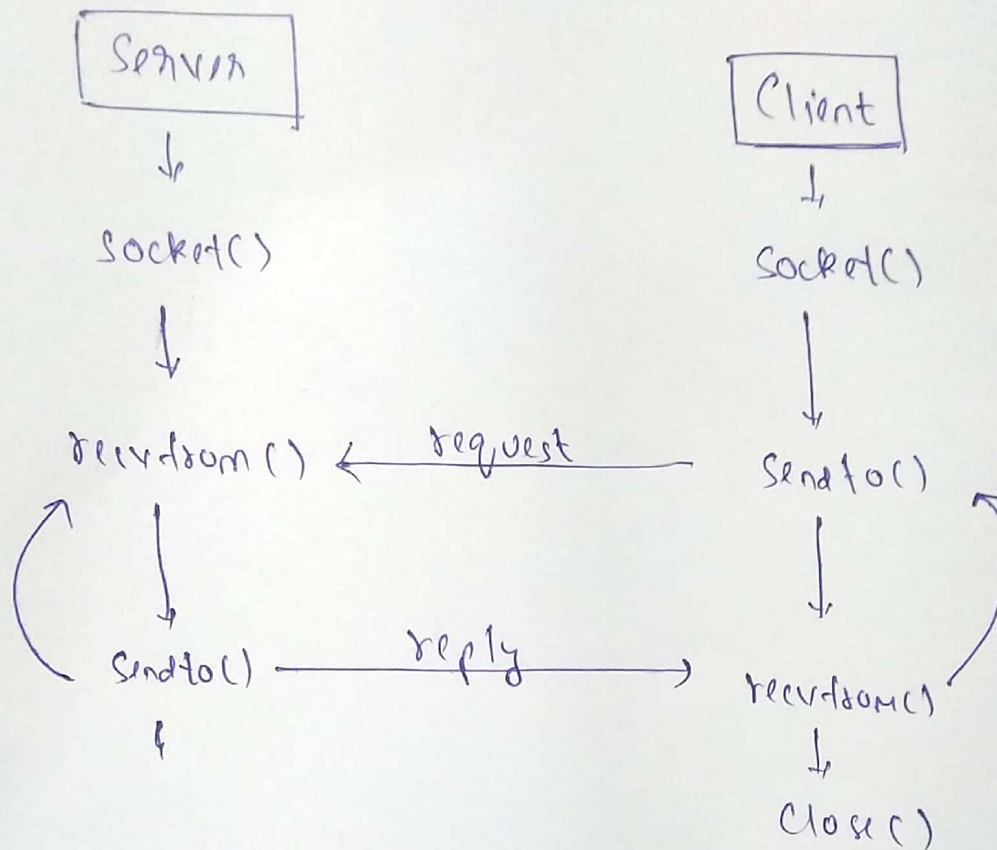 Server
Client
socket()
socket()
recvfrom()
request
sendto()
sendto()
reply
recvfrom()
close()